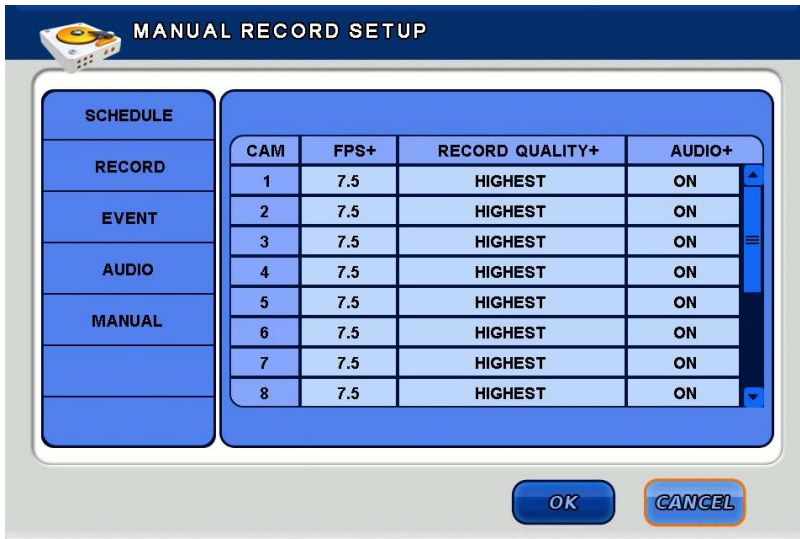 MANUAL RECORD SETUP
SCHEDULE
RECORD
EVENT
AUDIO
MANUAL
CAM FPS+ RECORD QUALITY+ AUDIO+
1 7.5 HIGHEST ON
2 7.5 HIGHEST ON
3 7.5 HIGHEST ON
4 7.5 HIGHEST ON
5 7.5 HIGHEST ON
6 7.5 HIGHEST ON
7 7.5 HIGHEST ON
8 7.5 HIGHEST ON
OK CANCEL